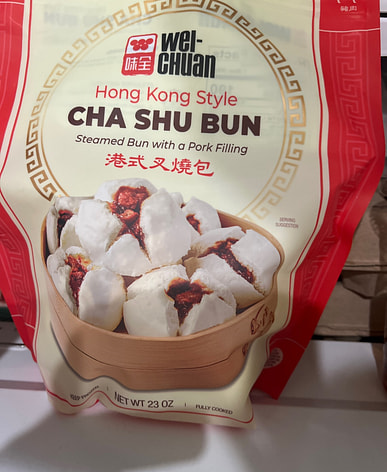 味全
WEI-
CHUAN
Hong Kong Style
CHA SHU BUN
Steamed Bun with a Pork Filling
港式叉燒包
SERVING
SUGGESTION
NET WT 23 OZ
FULLY COOKED